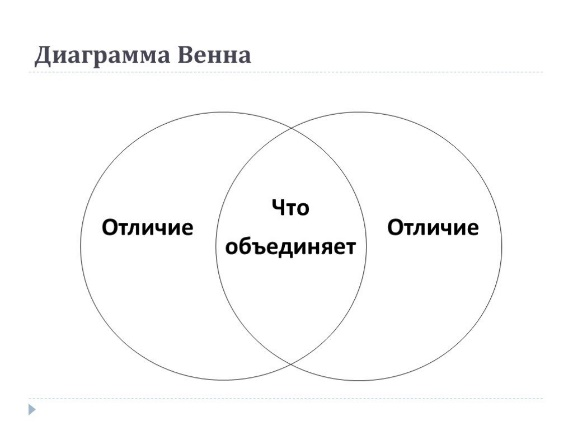 Диаграмма Венна
Отличие
Что
объединяет
Отличие